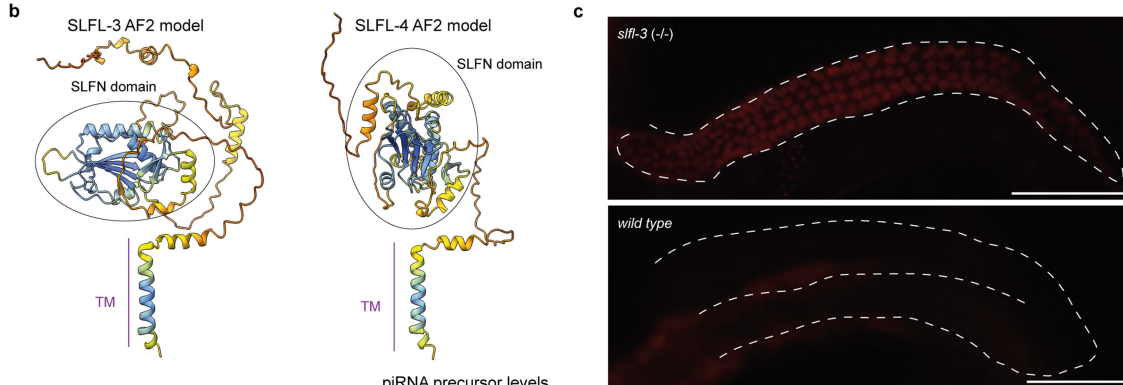 b
SLFL-3 AF2 model
SLFN domain
TM
SLFL-4 AF2 model
SLFN domain
TM
piRNA precursor levels
c
slfl-3 (-/-)
wild type